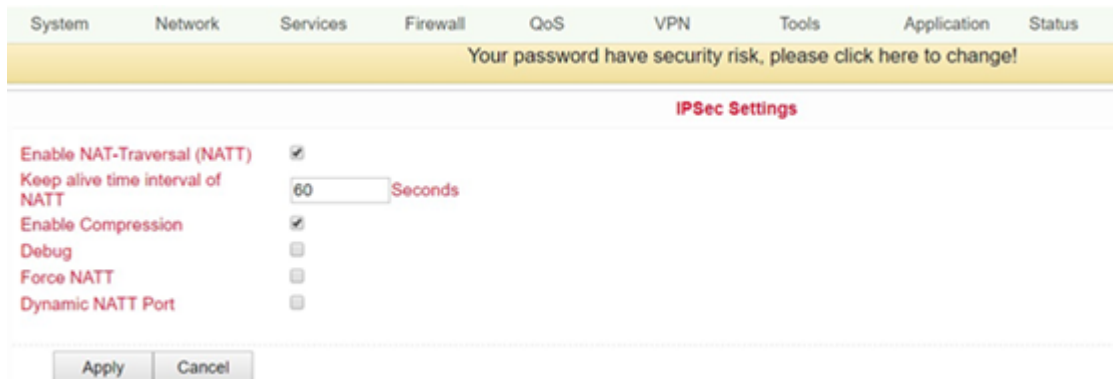 System Network Services Firewall QoS VPN Tools Application Status
Your password have security risk, please click here to change!
IPSec Settings
Enable NAT-Traversal (NATT)
Keep alive time interval of
NATT
60 Seconds
Enable Compression
Debug
Force NATT
Dynamic NATT Port
Apply Cancel